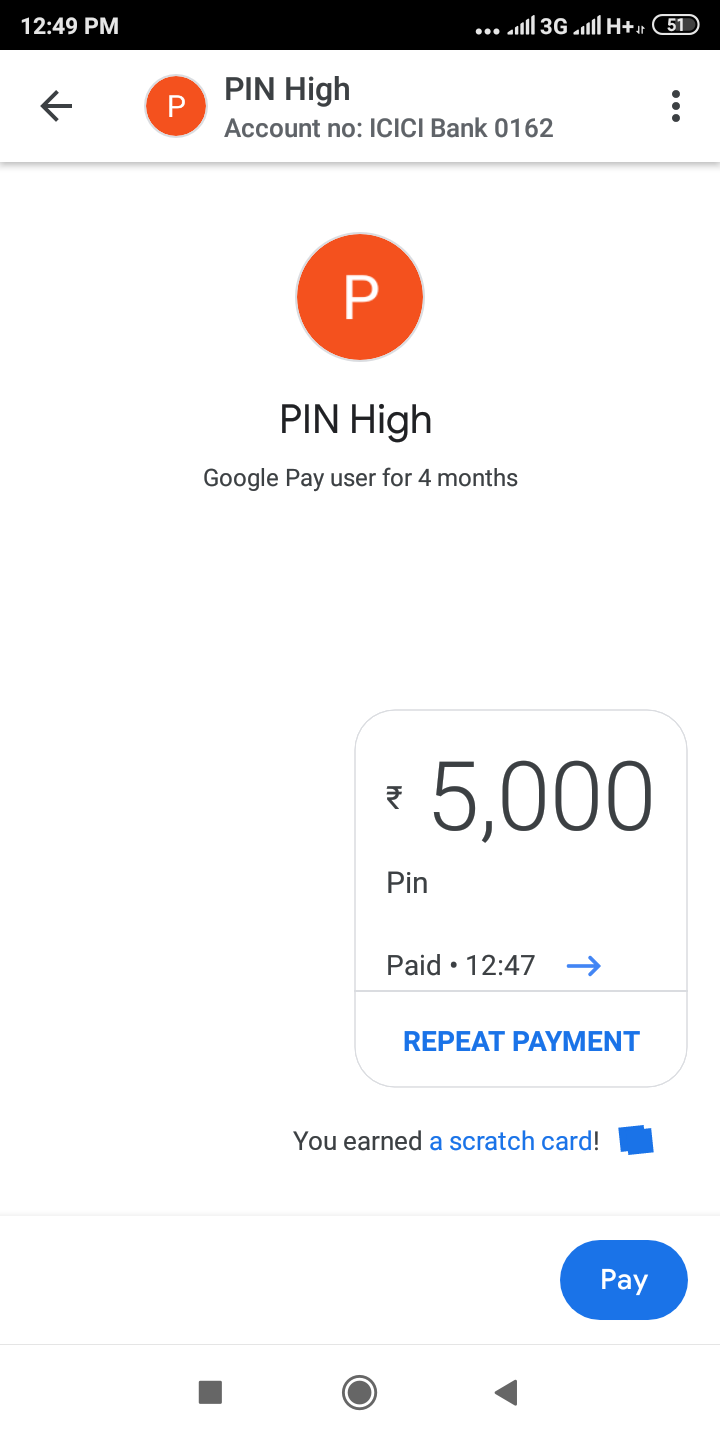 12:49 PM
3G H+ 51
P
PIN High
Account no: ICICI Bank 0162
P
PIN High
Google Pay user for 4 months
₹ 5,000
Pin
Paid • 12:47
REPEAT PAYMENT
You earned a scratch card!
Pay